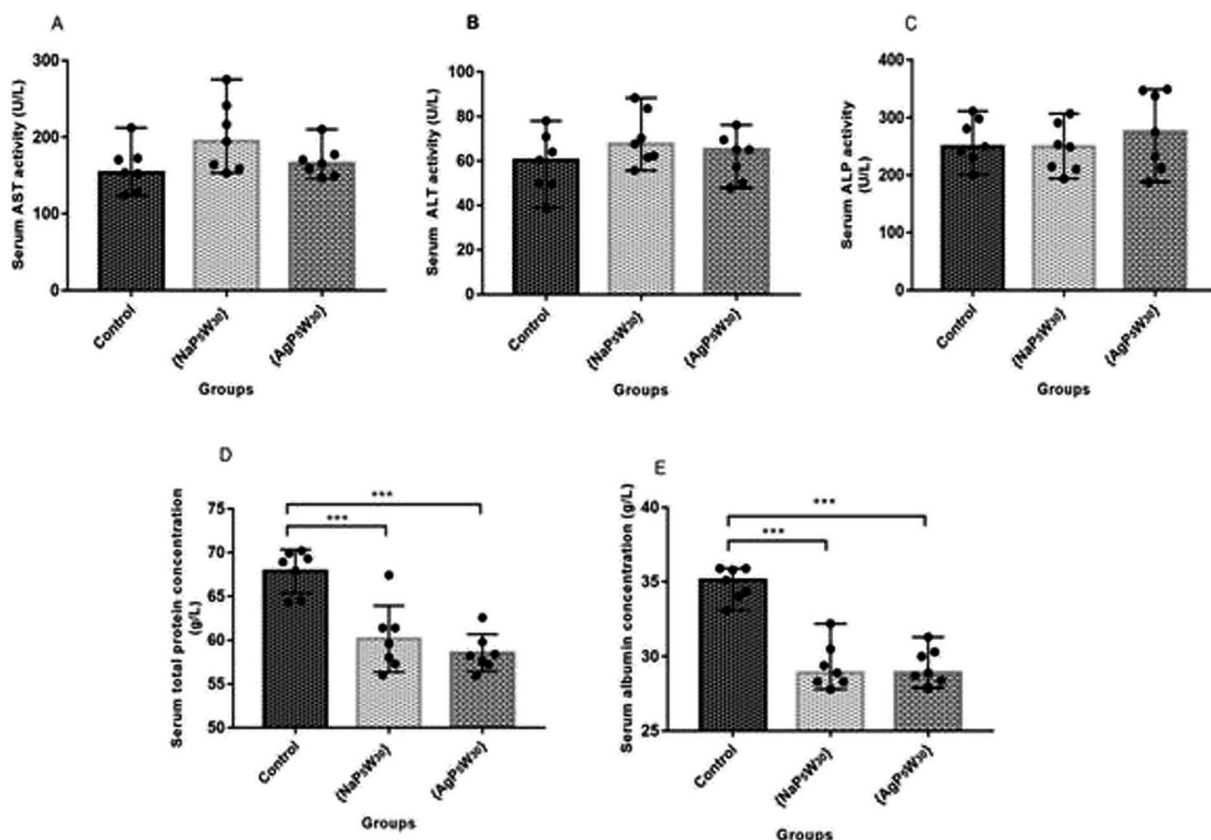 A
Serum AST activity (U/L)
300
200
100
0
Control
{NaP5W30}
{AgP5W30}
Groups
B
Serum ALT activity (U/L)
100
80
60
40
20
0
Control
{NaP5W30}
{AgP5W30}
Groups
C
Serum ALP activity
(U/L)
400
300
200
100
0
Control
{NaP5W30}
{AgP5W30}
Groups
D
Serum total protein concentration
(g/L)
75
70
65
60
55
50
***
***
Control
{NaP5W30}
{AgP5W30}
Groups
E
Serum albumin concentration (g/L)
40
35
30
25
***
***
Control
{NaP5W30}
{AgP5W30}
Groups